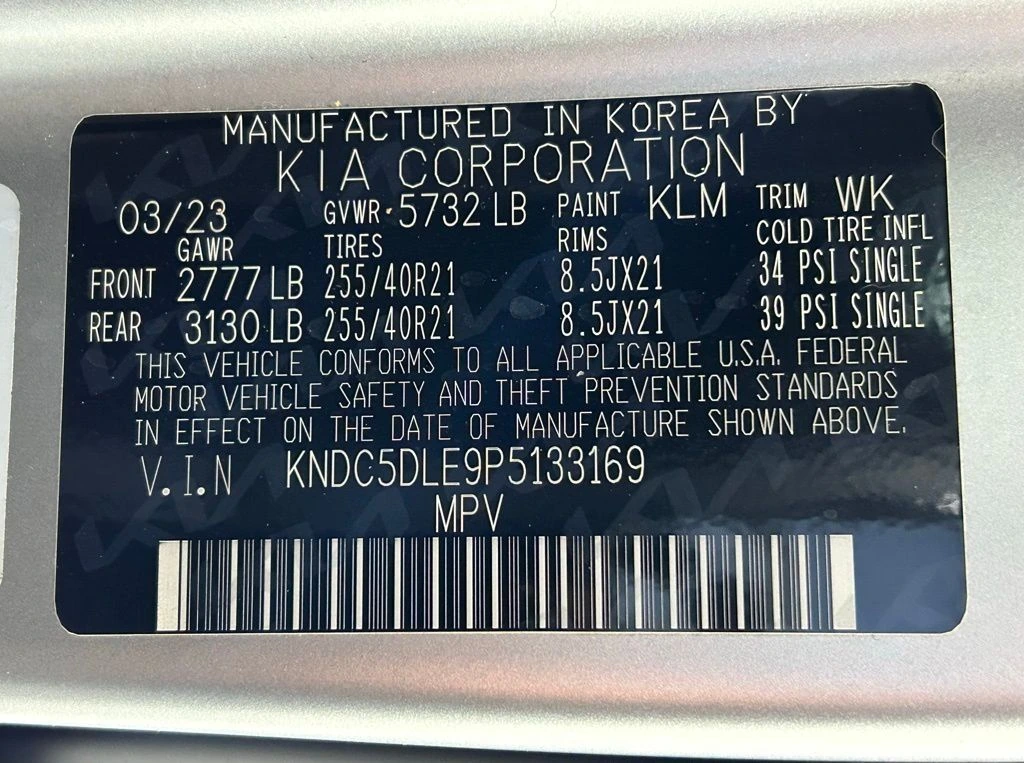 MANUFACTURED IN KOREA BY
KIA CORPORATION
03/23 GVWR 5732 LB PAINT KLM TRIM WK
GAWR TIRES RIMS COLD TIRE INFL
FRONT 2777 LB 255/40R21 8.5JX21 34 PSI SINGLE
REAR 3130 LB 255/40R21 8.5JX21 39 PSI SINGLE
THIS VEHICLE CONFORMS TO ALL APPLICABLE U.S.A. FEDERAL
MOTOR VEHICLE SAFETY AND THEFT PREVENTION STANDARDS
IN EFFECT ON THE DATE OF MANUFACTURE SHOWN ABOVE.
V.I.N KNDC5DLE9P5133169
MPV